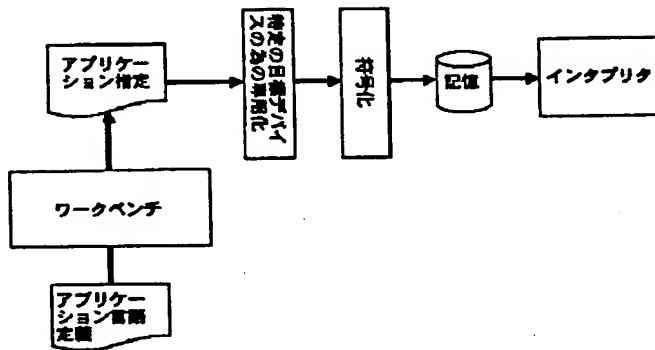 アプリケー
ション指定
特定の目標デバイ
スの為の専用化
符号化
記憶
インタプリタ
ワークベンチ
アプリケー
ション言語
定義